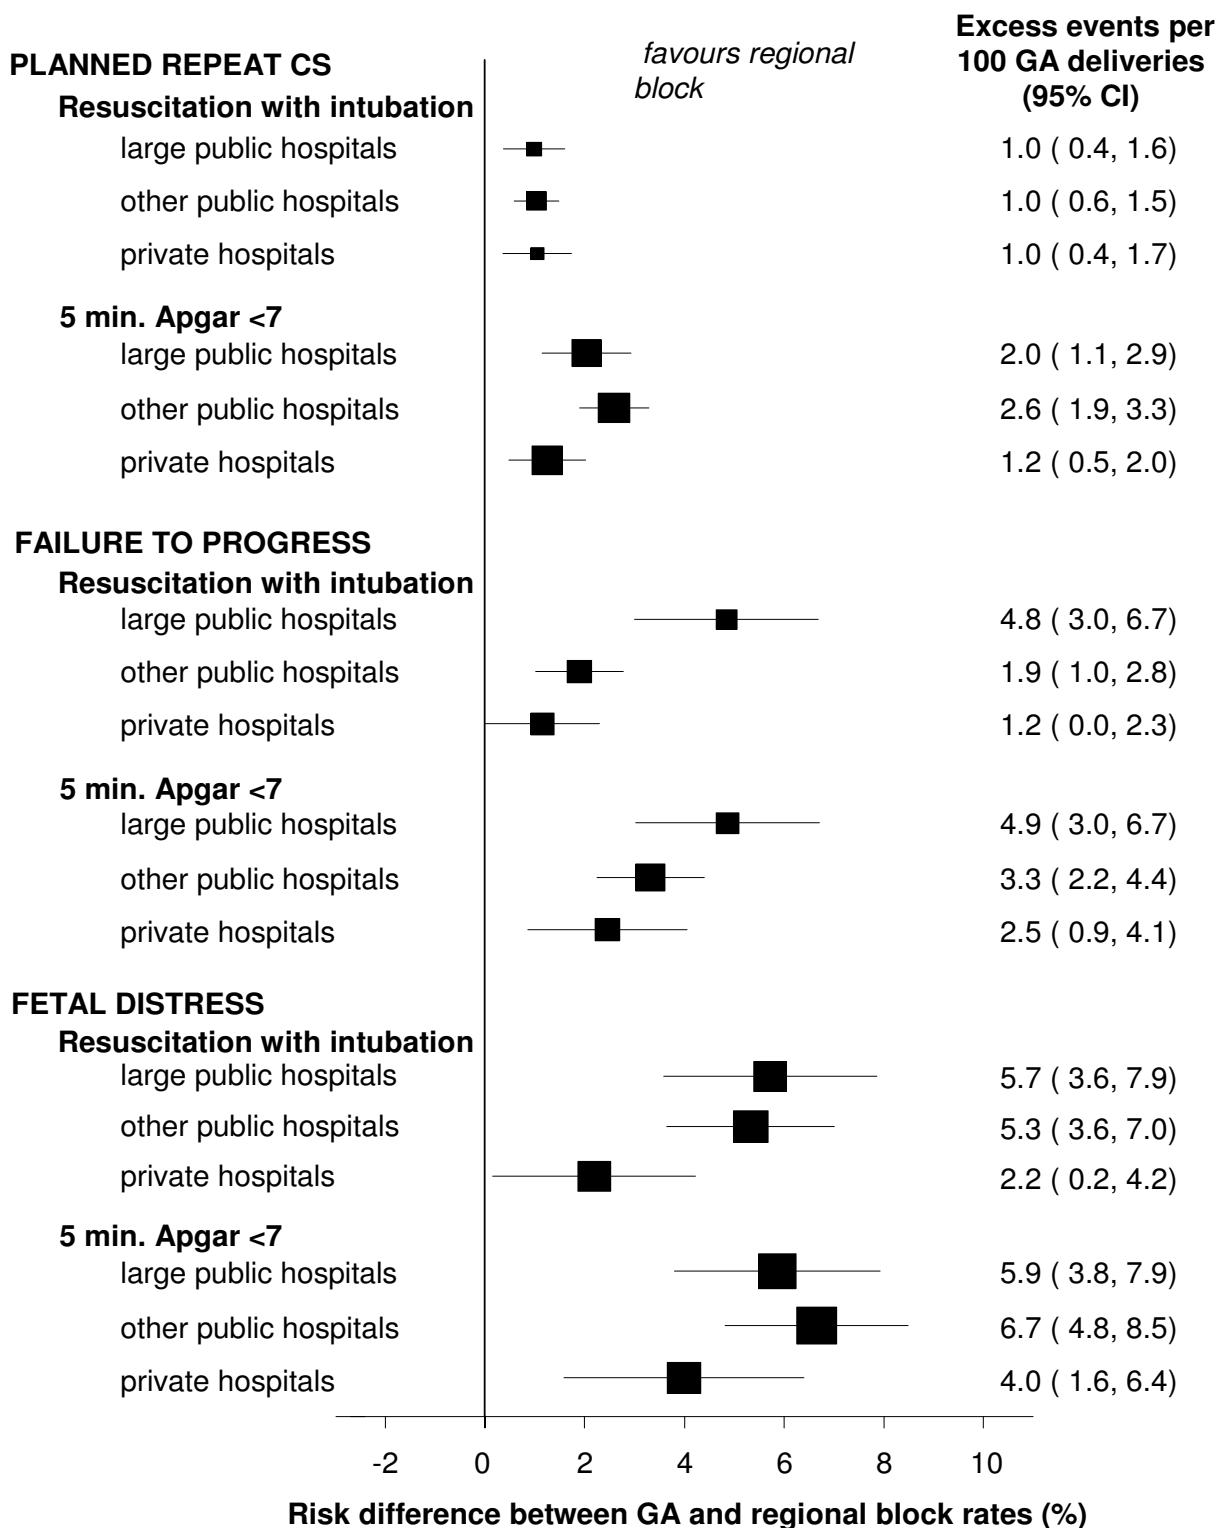 Excess events per
100 GA deliveries
(95% CI)
favours regional
block
PLANNED REPEAT CS
Resuscitation with intubation
large public hospitals 1.0 ( 0.4, 1.6)
other public hospitals 1.0 ( 0.6, 1.5)
private hospitals 1.0 ( 0.4, 1.7)
5 min. Apgar <7
large public hospitals 2.0 ( 1.1, 2.9)
other public hospitals 2.6 ( 1.9, 3.3)
private hospitals 1.2 ( 0.5, 2.0)
FAILURE TO PROGRESS
Resuscitation with intubation
large public hospitals 4.8 ( 3.0, 6.7)
other public hospitals 1.9 ( 1.0, 2.8)
private hospitals 1.2 ( 0.0, 2.3)
5 min. Apgar <7
large public hospitals 4.9 ( 3.0, 6.7)
other public hospitals 3.3 ( 2.2, 4.4)
private hospitals 2.5 ( 0.9, 4.1)
FETAL DISTRESS
Resuscitation with intubation
large public hospitals 5.7 ( 3.6, 7.9)
other public hospitals 5.3 ( 3.6, 7.0)
private hospitals 2.2 ( 0.2, 4.2)
5 min. Apgar <7
large public hospitals 5.9 ( 3.8, 7.9)
other public hospitals 6.7 ( 4.8, 8.5)
private hospitals 4.0 ( 1.6, 6.4)
-2 0 2 4 6 8 10
Risk difference between GA and regional block rates (%)